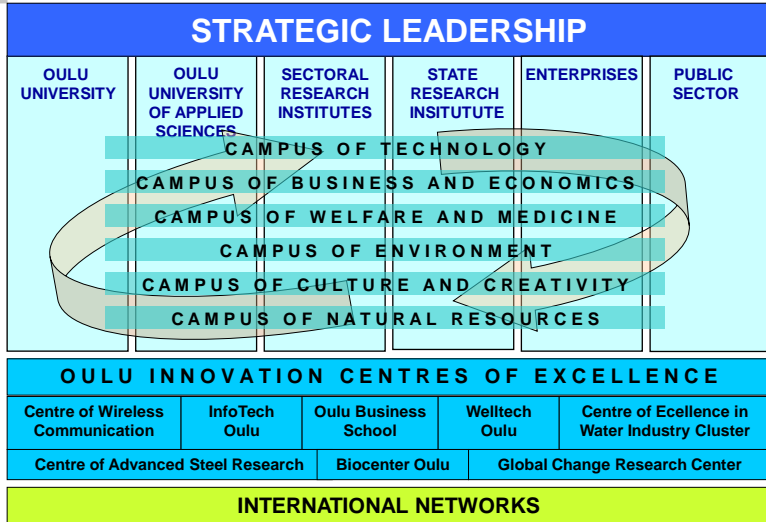 STRATEGIC LEADERSHIP
OULU
UNIVERSITY
OULU
UNIVERSITY
OF APPLIED
SCIENCES
SECTORAL
RESEARCH
INSTITUTES
STATE
RESEARCH
INSITUTUTE
ENTERPRISES
PUBLIC
SECTOR
CAMPUS OF TECHNOLOGY
CAMPUS OF BUSINESS AND ECONOMICS
CAMPUS OF WELFARE AND MEDICINE
CAMPUS OF ENVIRONMENT
CAMPUS OF CULTURE AND CREATIVITY
CAMPUS OF NATURAL RESOURCES
OULU INNOVATION CENTRES OF EXCELLENCE
Centre of Wireless
Communication
InfoTech
Oulu
Oulu Business
School
Welltech
Oulu
Centre of Ecellence in
Water Industry Cluster
Centre of Advanced Steel Research
Biocenter Oulu
Global Change Research Center
INTERNATIONAL NETWORKS